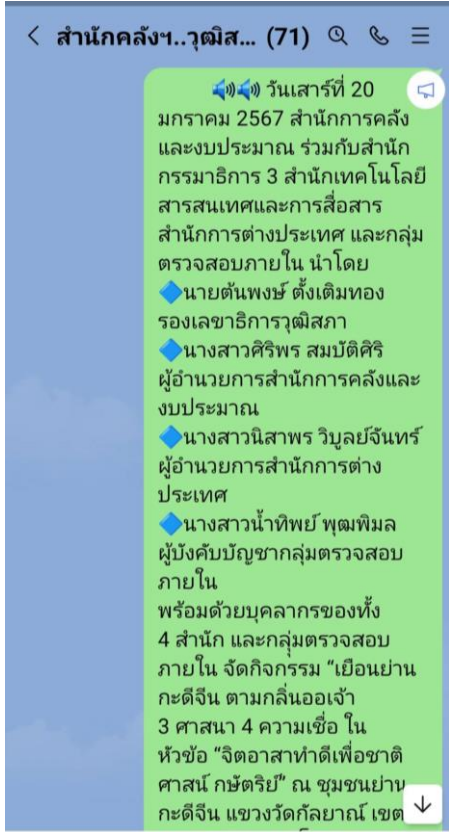 สำนักคลังฯ..วุฒิส... (71)
วันเสาร์ที่ 20
มกราคม 2567 สำนักการคลัง
และงบประมาณ ร่วมกับสำนัก
กรรมาธิการ 3 สำนักเทคโนโลยี
สารสนเทศและการสื่อสาร
สำนักการต่างประเทศ และกลุ่ม
ตรวจสอบภายใน นำโดย
🔷นายตันพงษ์ ตั้งเติมทอง
รองเลขาธิการวุฒิสภา
🔷นางสาวศิริพร สมบัติศิริ
ผู้อำนวยการสำนักการคลังและ
งบประมาณ
🔷นางสาวนิสาพร วิบูลย์จันทร์
ผู้อำนวยการสำนักการต่าง
ประเทศ
🔷นางสาวน้ำทิพย์ พุฒพิมล
ผู้บังคับบัญชากลุ่มตรวจสอบ
ภายใน
พร้อมด้วยบุคลากรของทั้ง
4 สำนัก และกลุ่มตรวจสอบ
ภายใน จัดกิจกรรม “เยือนย่าน
กะดีจีน ตามกลิ่นออเจ้า
3 ศาสนา 4 ความเชื่อ ใน
หัวข้อ “จิตอาสาทำดีเพื่อชาติ
ศาสน์ กษัตริย์” ณ ชุมชนย่าน
กะดีจีน แขวงวัดกัลยาณ์ เขต